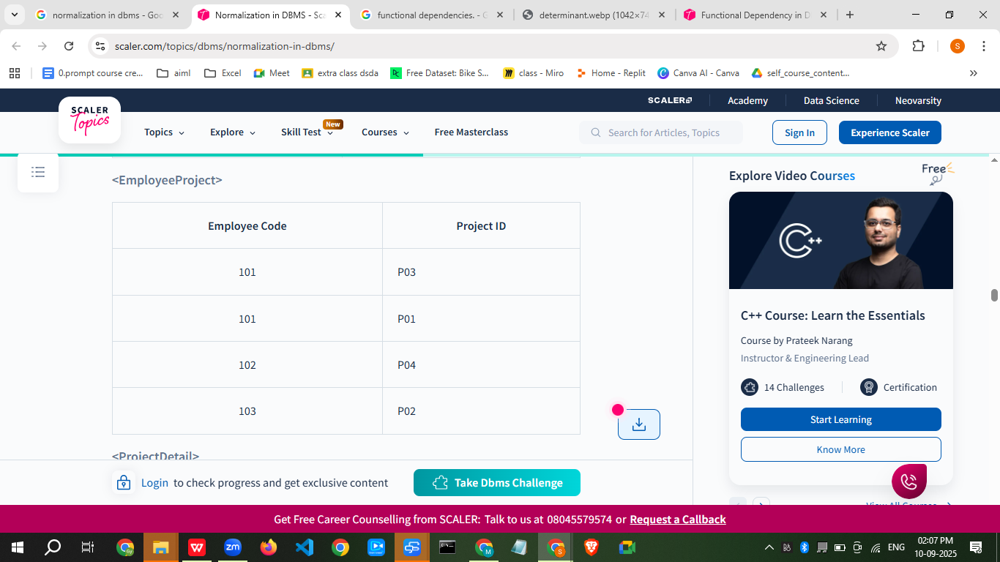 normalization in dbms - Goo
Normalization in DBMS - Sca
functional dependencies. - G
determinant.webp (1042×74
Functional Dependency in D
scaler.com/topics/dbms/normalization-in-dbms/
S
0.prompt course cre...
aiml
Excel
Meet
extra class dsda
Free Dataset: Bike S...
class - Miro
Home - Replit
Canva AI - Canva
self_course_content...
SCALER
Academy
Data Science
Neovarsity
SCALER
Topics
Topics
Explore
Skill Test
New
Courses
Free Masterclass
Search for Articles, Topics
Sign In
Experience Scaler
<EmployeeProject>
Employee Code Project ID
101 P03
101 P01
102 P04
103 P02
<ProjectDetail>
Explore Video Courses
Free
C++
C++ Course: Learn the Essentials
Course by Prateek Narang
Instructor & Engineering Lead
14 Challenges
Certification
Start Learning
Know More
View All Courses
Login to check progress and get exclusive content
Take Dbms Challenge
Get Free Career Counselling from SCALER: Talk to us at 08045579574 or Request a Callback
ENG
02:07 PM
10-09-2025